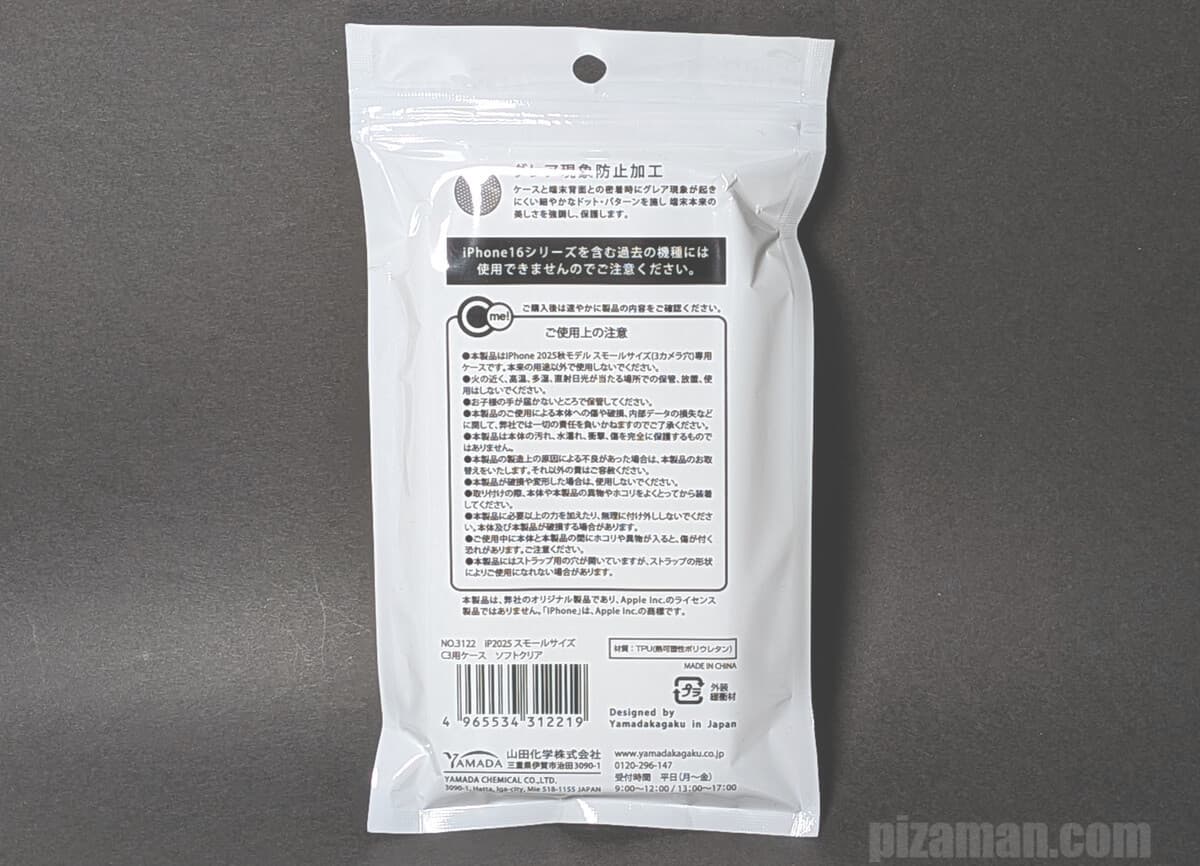 グレア現象防止加工
ケースと端末背面との密着時にグレア現象が起き
にくい細やかなドット・パターンを施し 端末本来の
美しさを強調し、保護します。
iPhone16シリーズを含む過去の機種には
使用できませんのでご注意ください。
C me!
ご購入後は速やかに製品の内容をご確認ください。
ご使用上の注意
●本製品はiPhone 2025秋モデル スモールサイズ(3カメラ穴)専用
ケースです。本来の用途以外で使用しないでください。
●火の近く、高温、多湿、直射日光が当たる場所での保管、放置、使
用はしないでください。
●お子様の手が届かないところで保管してください。
●本製品のご使用による本体への傷や破損、内部データの損失など
に関して、弊社では一切の責任を負いかねますのでご了承ください。
●本製品は本体の汚れ、水濡れ、衝撃、傷を完全に保護するもので
はありません。
●本製品の製造上の原因による不良があった場合は、本製品のお取
替えをいたします。それ以外の責はご容赦ください。
●本製品が破損や変形した場合は、使用しないでください。
●取り付けの際、本体や本製品の異物やホコリをよくとってから装着
してください。
●本製品に必要以上の力を加えたり、無理に付け外ししないでくださ
い。本体及び本製品が破損する場合があります。
●ご使用中に本体と本製品の間にホコリや異物が入ると、傷が付く
恐れがあります。ご注意ください。
●本製品にはストラップ用の穴が開いていますが、ストラップの形状
によりご使用になれない場合があります。
本製品は、弊社のオリジナル製品であり、Apple Inc.のライセンス
製品ではありません。「iPhone」は、Apple Inc.の商標です。
NO.3122 iP2025 スモールサイズ
C3用ケース ソフトクリア
材質：TPU(熱可塑性ポリウレタン)
MADE IN CHINA
プラ
外装
緩衝材
4 965534 312219
Designed by
Yamadakagaku in Japan
YAMADA
山田化学株式会社
三重県伊賀市治田3090-1
YAMADA CHEMICAL CO.,LTD.
3090-1, Hatta, Iga-city, Mie 518-1155 JAPAN
www.yamadakagaku.co.jp
0120-296-147
受付時間 平日(月～金)
9:00～12:00 / 13:00～17:00
pizaman.com